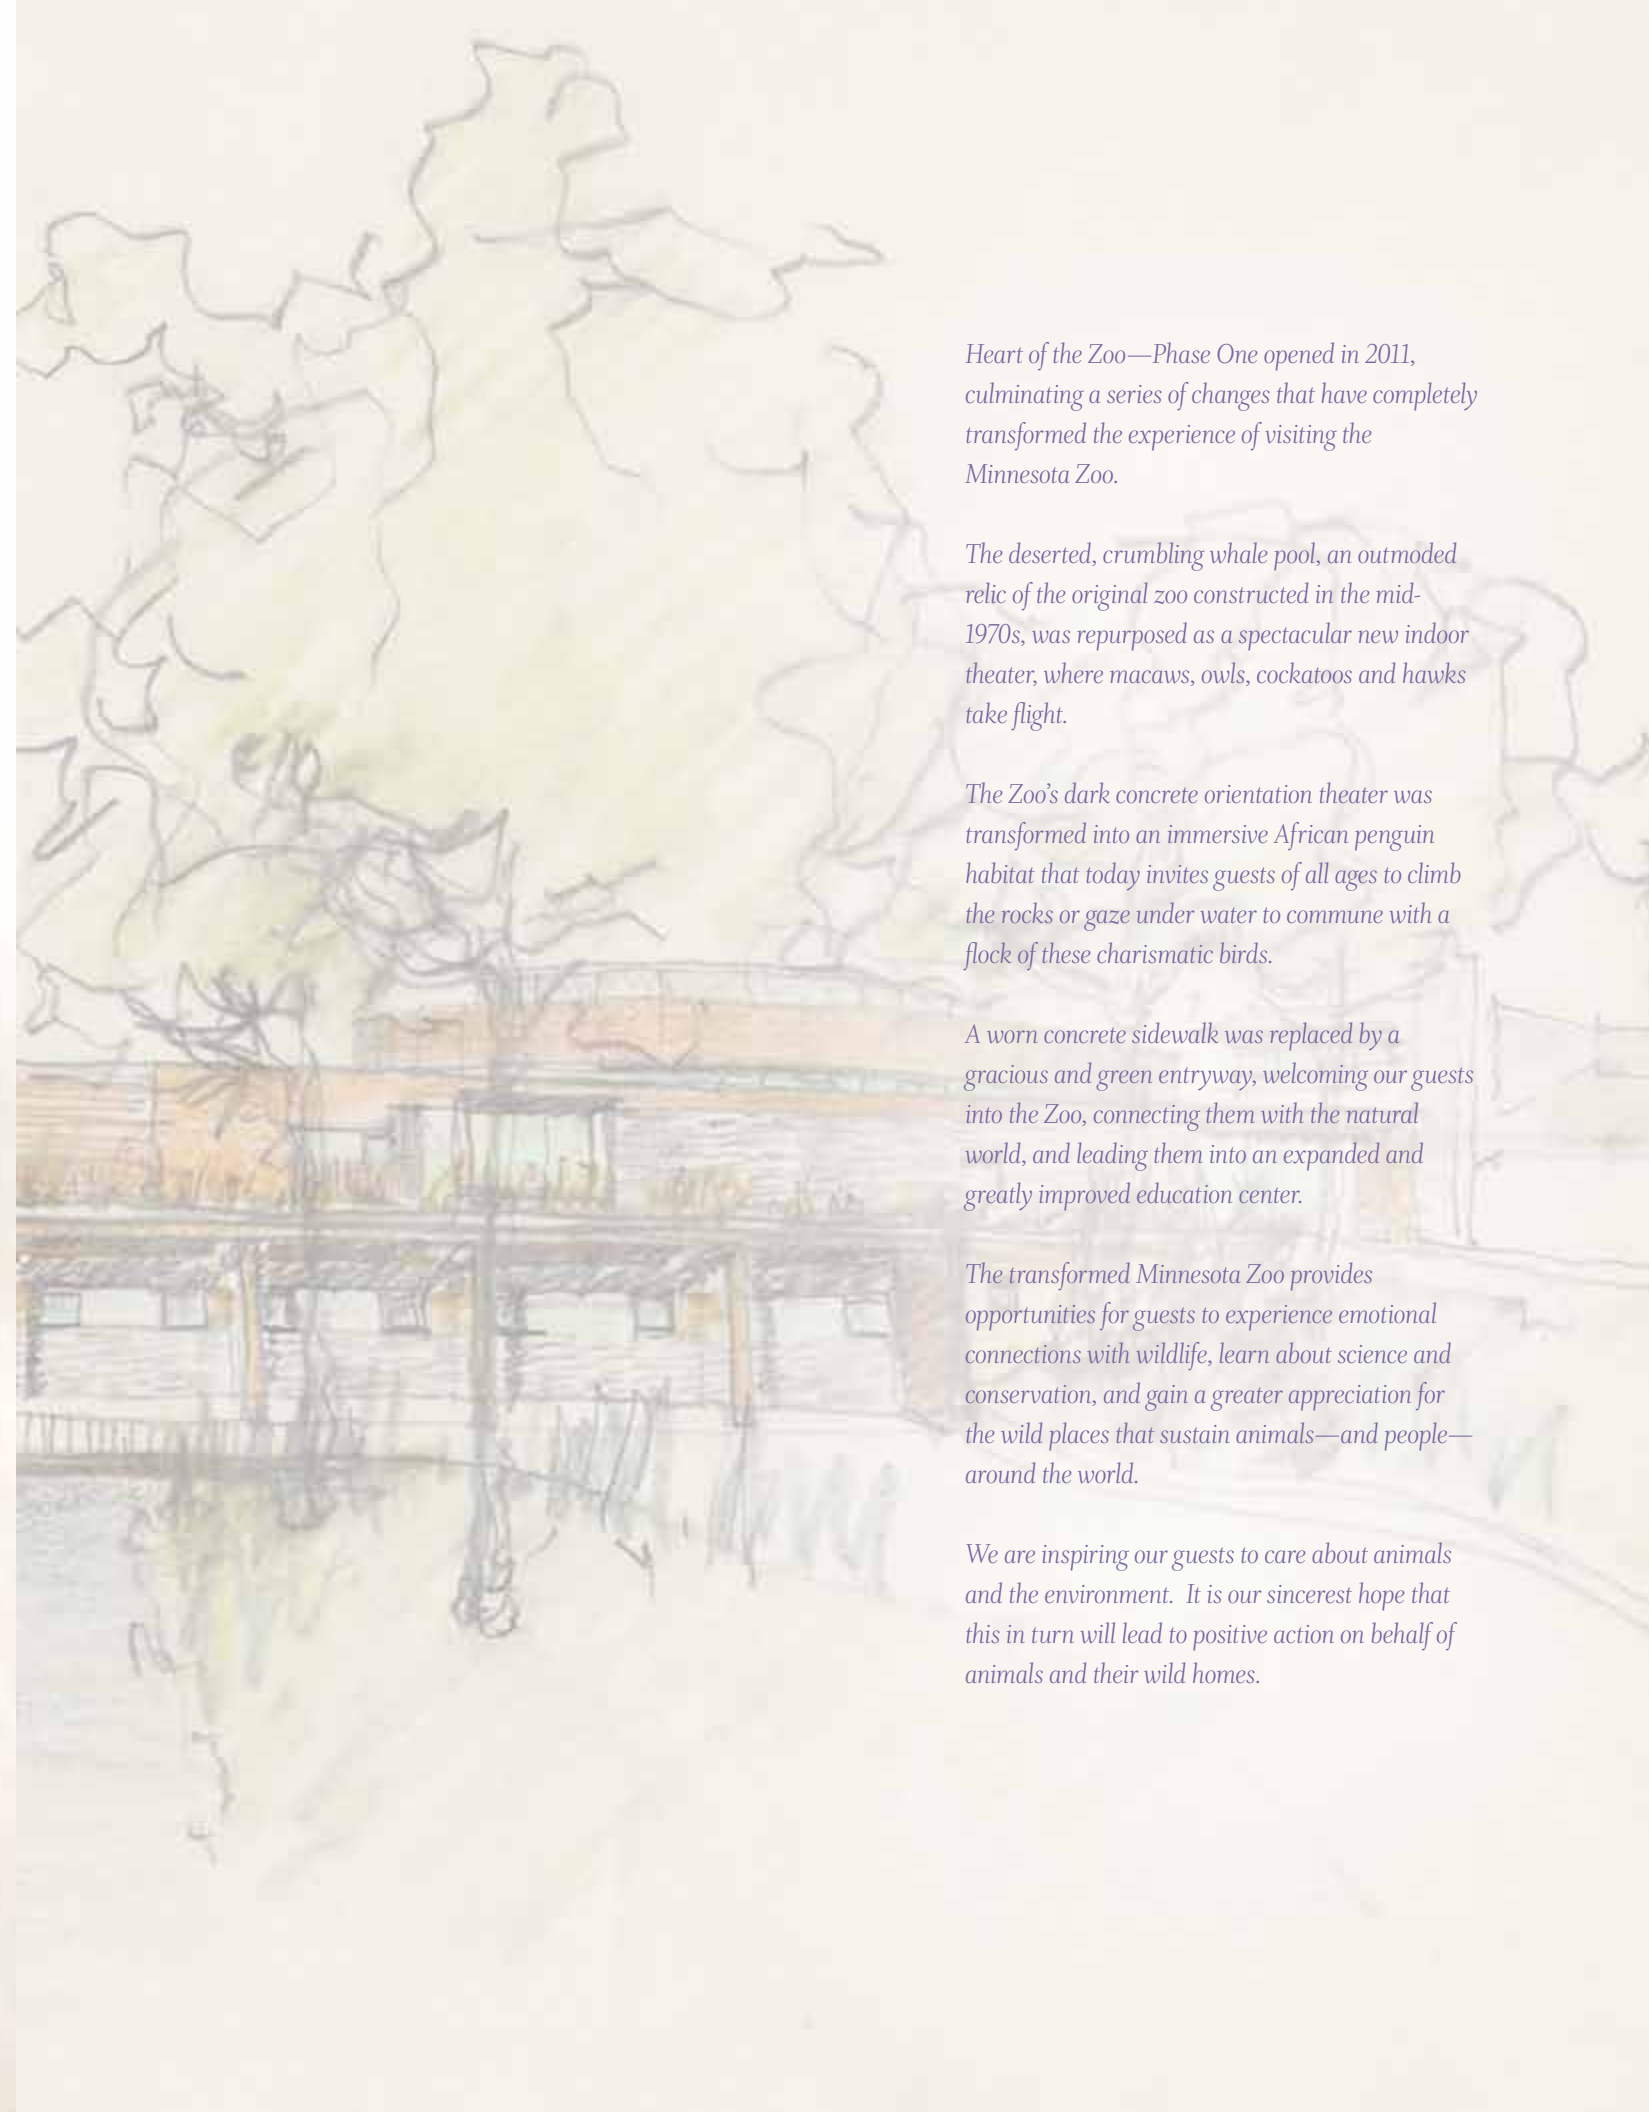 Heart of the Zoo—Phase One opened in 2011,
culminating a series of changes that have completely
transformed the experience of visiting the
Minnesota Zoo.
The deserted, crumbling whale pool, an outmoded
relic of the original zoo constructed in the mid-
1970s, was repurposed as a spectacular new indoor
theater, where macaws, owls, cockatoos and hawks
take flight.
The Zoo’s dark concrete orientation theater was
transformed into an immersive African penguin
habitat that today invites guests of all ages to climb
the rocks or gaze under water to commune with a
flock of these charismatic birds.
A worn concrete sidewalk was replaced by a
gracious and green entryway, welcoming our guests
into the Zoo, connecting them with the natural
world, and leading them into an expanded and
greatly improved education center.
The transformed Minnesota Zoo provides
opportunities for guests to experience emotional
connections with wildlife, learn about science and
conservation, and gain a greater appreciation for
the wild places that sustain animals—and people—
around the world.
We are inspiring our guests to care about animals
and the environment.  It is our sincerest hope that
this in turn will lead to positive action on behalf of
animals and their wild homes.